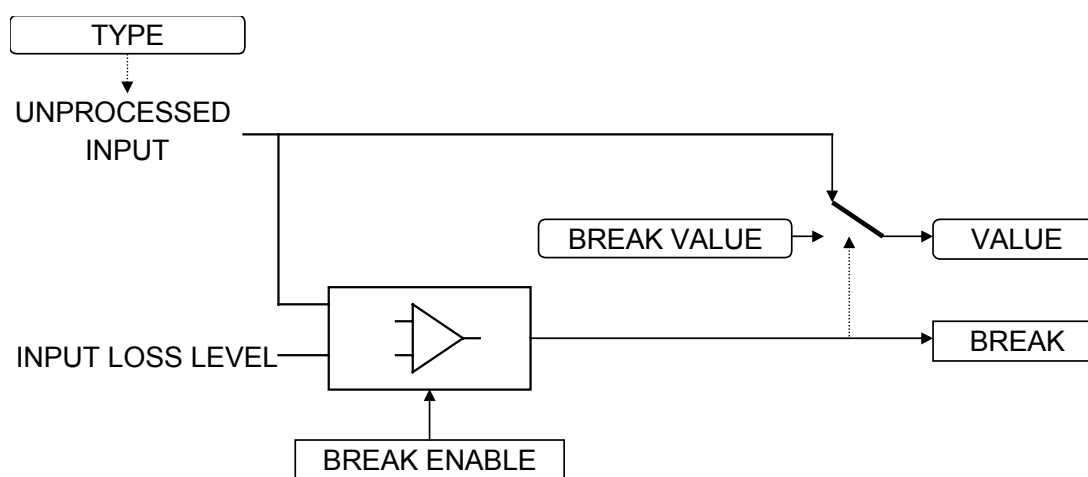 TYPE
UNPROCESSED
INPUT
BREAK VALUE
VALUE
INPUT LOSS LEVEL
BREAK
BREAK ENABLE